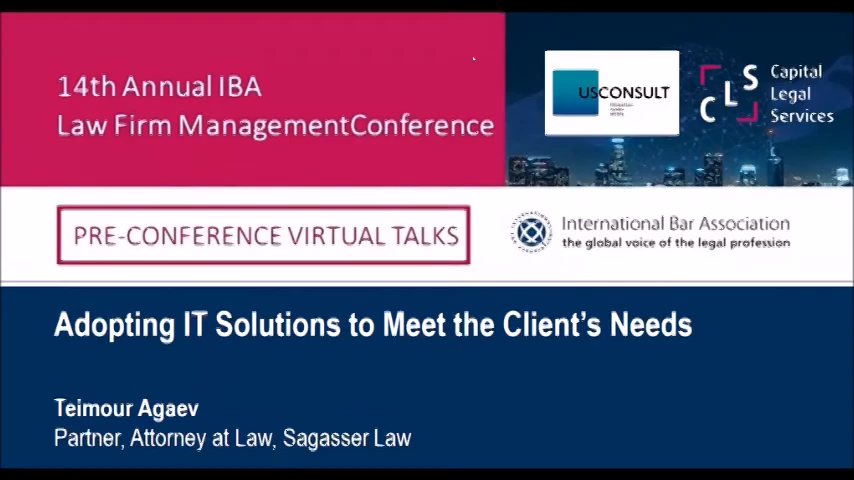 14th Annual IBA
Law Firm ManagementConference
USCONSULT
CLS
Capital
Legal
Services
PRE-CONFERENCE VIRTUAL TALKS
International Bar Association
the global voice of the legal profession
Adopting IT Solutions to Meet the Client's Needs
Teimour Agaev
Partner, Attorney at Law, Sagasser Law